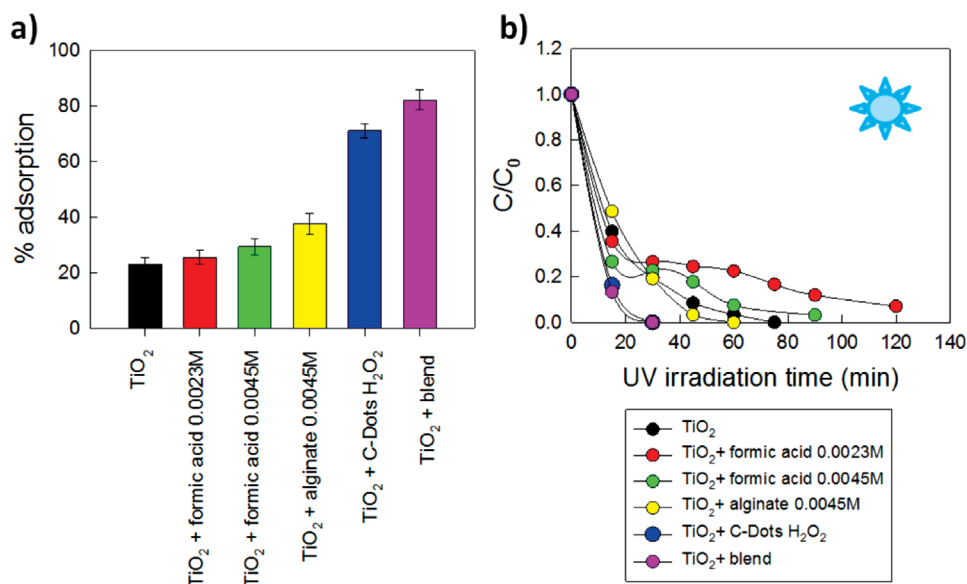 a)
% adsorption
100
80
60
40
20
0
TiO₂
TiO₂ + formic acid 0.0023M
TiO₂ + formic acid 0.0045M
TiO₂ + alginate 0.0045M
TiO₂ + C-Dots H₂O₂
TiO₂ + blend
b)
C/C₀
1.2
1.0
0.8
0.6
0.4
0.2
0.0
0 20 40 60 80 100 120 140
UV irradiation time (min)
TiO₂
TiO₂+ formic acid 0.0023M
TiO₂+ formic acid 0.0045M
TiO₂+ alginate 0.0045M
TiO₂+ C-Dots H₂O₂
TiO₂+ blend